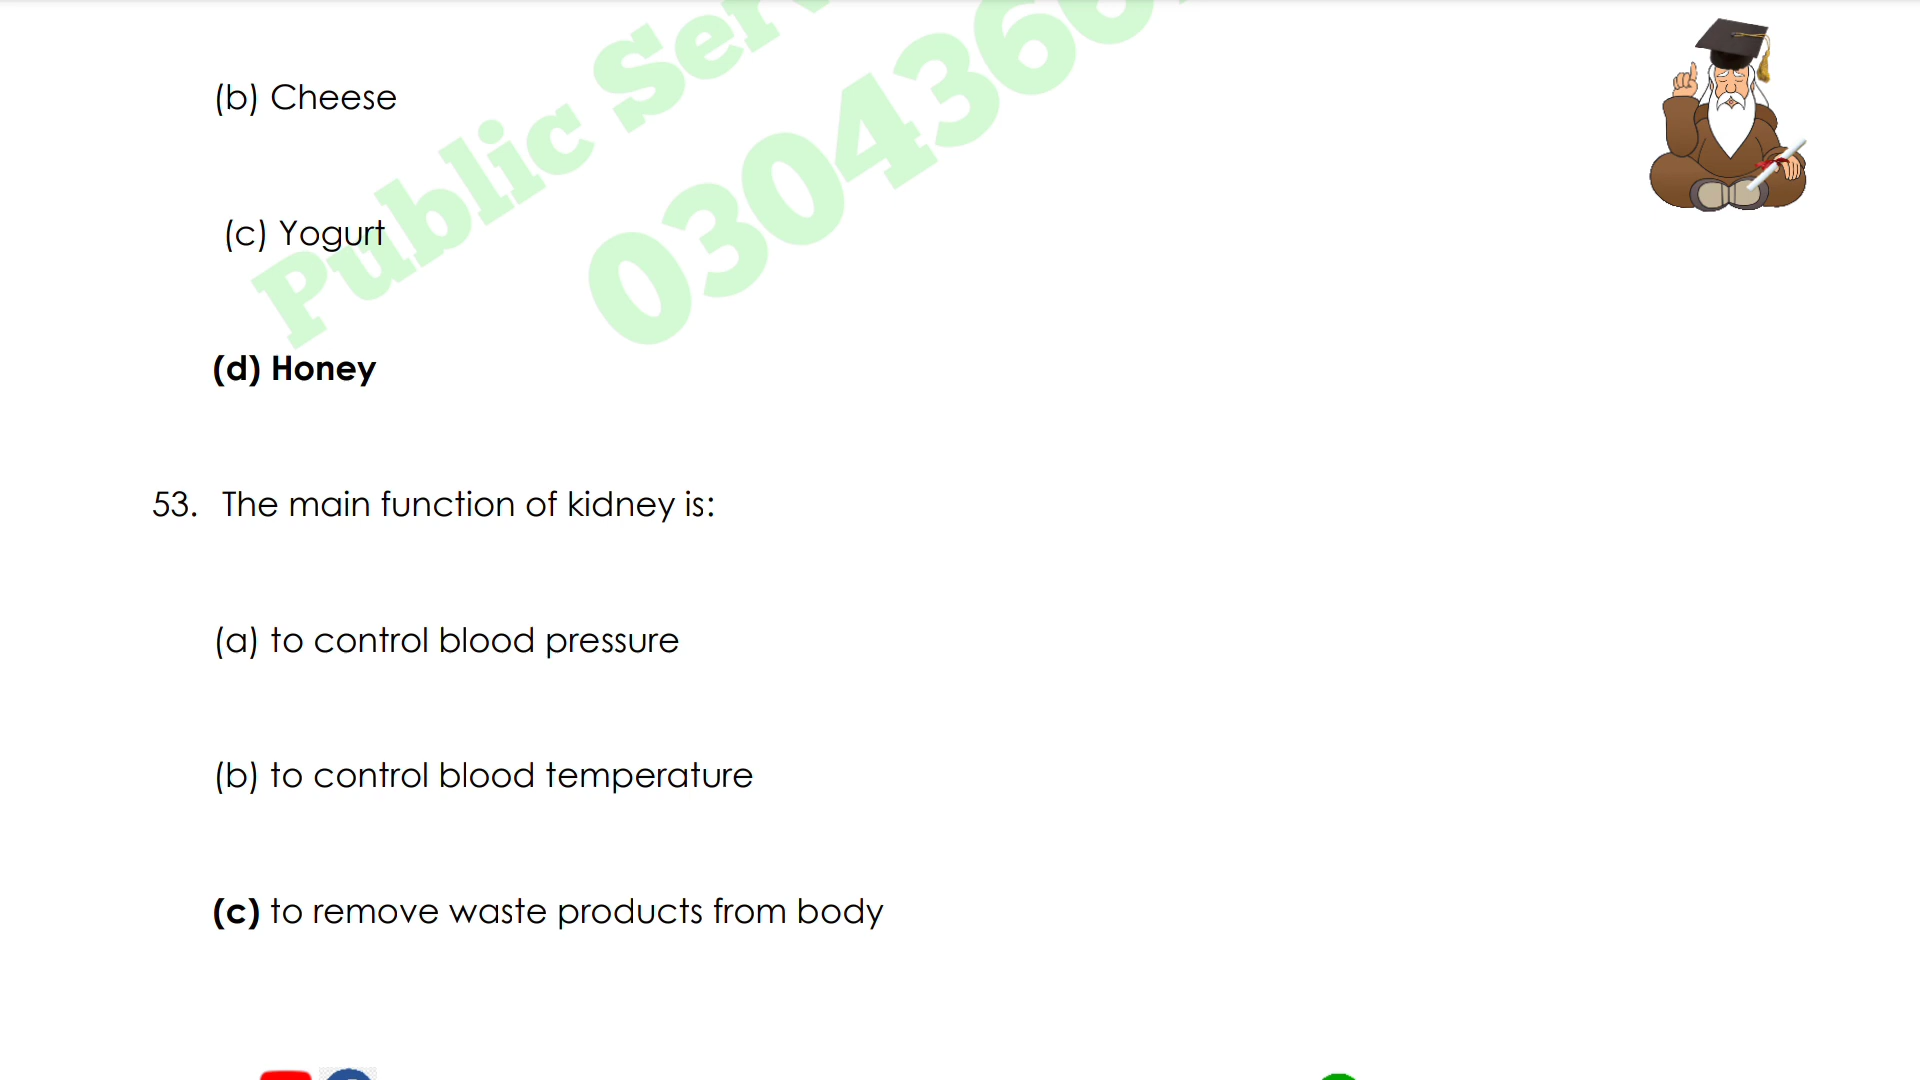 (b) Cheese
(c) Yogurt
(d) Honey
53. The main function of kidney is:
(a) to control blood pressure
(b) to control blood temperature
(c) to remove waste products from body
Public
03043